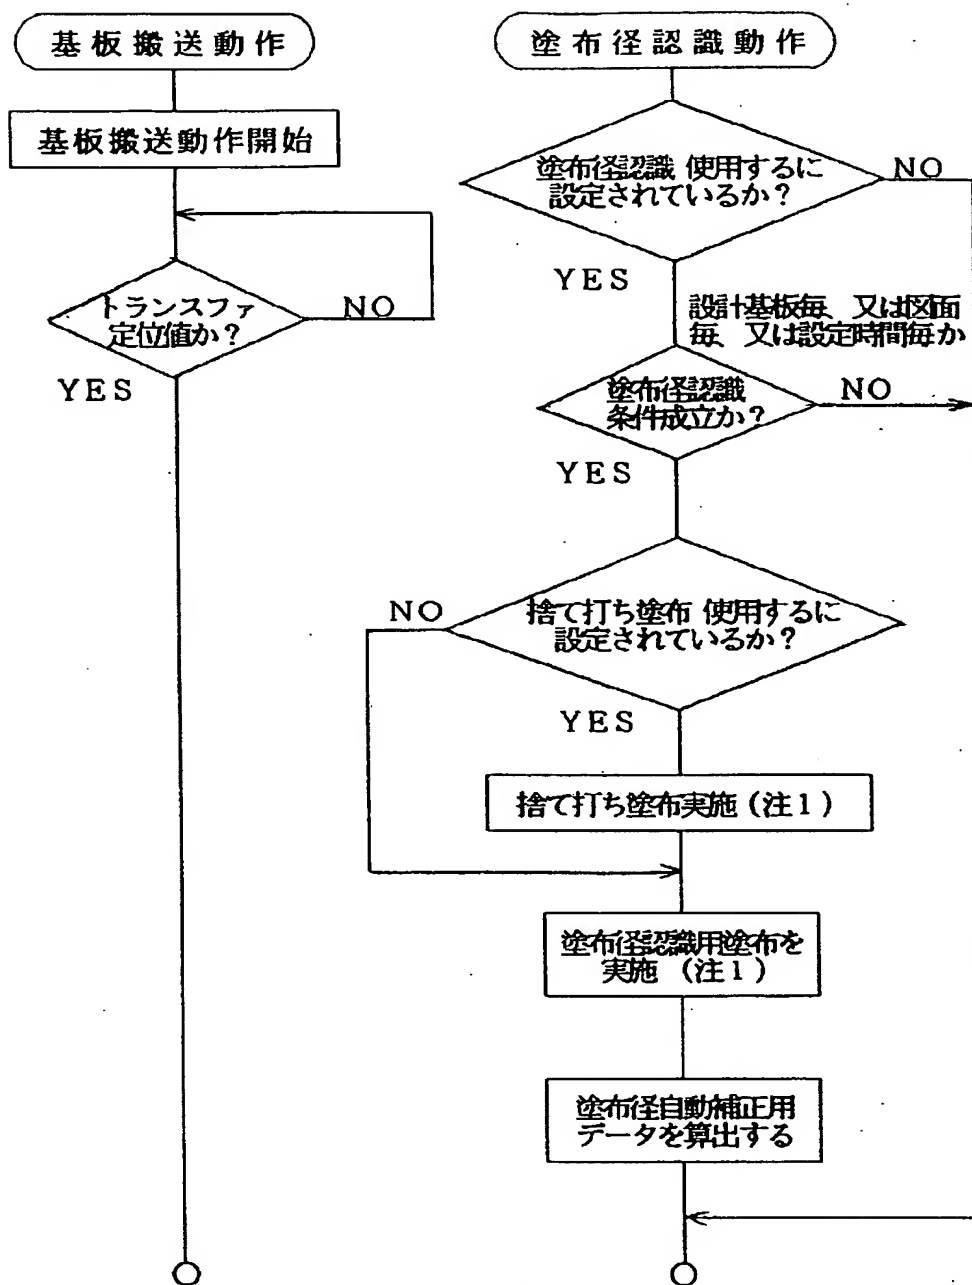 基板搬送動作
基板搬送動作開始
トランスファ
定位値か？
NO
YES
塗布径認識動作
塗布径認識 使用するに
設定されているか？
NO
YES
設計基板毎、又は図面
毎、又は設定時間毎か
塗布径認識
条件成立か？
NO
YES
捨て打ち塗布 使用するに
設定されているか？
NO
YES
捨て打ち塗布実施（注１）
塗布径認識用塗布を
実施 （注１）
塗布径自動補正用
データを算出する